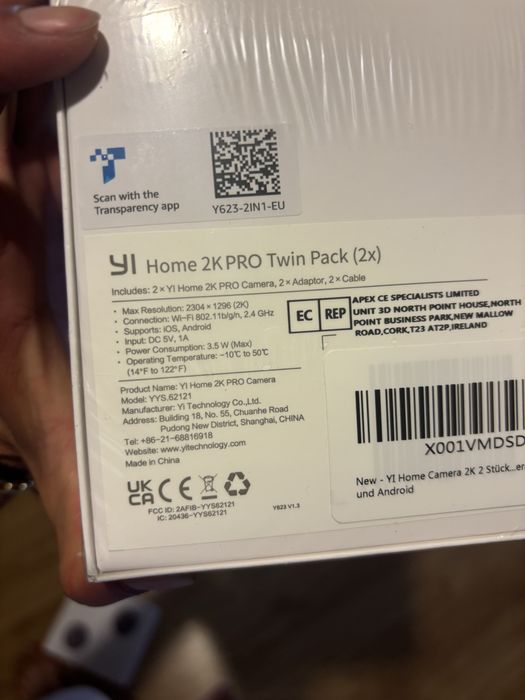 Scan with the
Transparency app
Y623-2IN1-EU
YI Home 2K PRO Twin Pack (2x)
Includes: 2 × YI Home 2K PRO Camera, 2 × Adaptor, 2 × Cable
• Max Resolution: 2304 × 1296 (2K)
• Connection: Wi-Fi 802.11b/g/n, 2.4 GHz
• Supports: iOS, Android
• Input: DC 5V, 1A
• Power Consumption: 3.5 W (Max)
• Operating Temperature: -10°C to 50°C
(14°F to 122°F)
EC REP
APEX CE SPECIALISTS LIMITED
UNIT 3D NORTH POINT HOUSE,NORTH
POINT BUSINESS PARK,NEW MALLOW
ROAD,CORK,T23 AT2P,IRELAND
Product Name: YI Home 2K PRO Camera
Model: YYS.62121
Manufacturer: Yi Technology Co.,Ltd.
Address: Building 18, No. 55, Chuanhe Road
Pudong New District, Shanghai, CHINA
Tel: +86-21-68816918
Website: www.yitechnology.com
Made in China
UK
CA CE
FCC ID: 2AFIB-YYS62121
IC: 20436-YYS62121
Y623 V1.3
X001VMDSD
New - YI Home Camera 2K 2 Stück...er
und Android